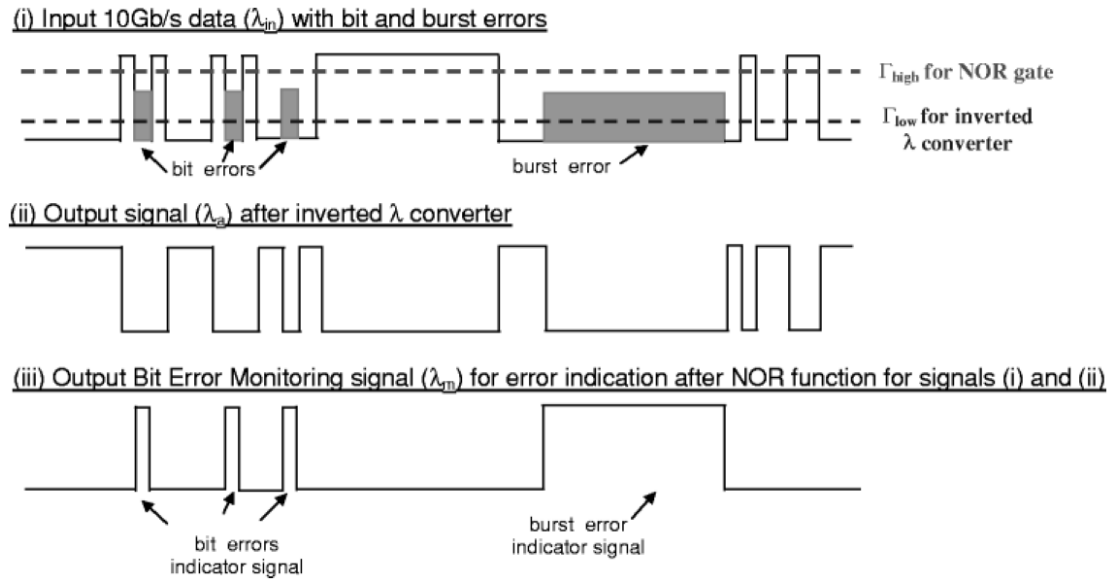 (i) Input 10Gb/s data (λin) with bit and burst errors
Γhigh for NOR gate
Γlow for inverted
λ converter
bit errors
burst error
(ii) Output signal (λa) after inverted λ converter
(iii) Output Bit Error Monitoring signal (λm) for error indication after NOR function for signals (i) and (ii)
bit errors
indicator signal
burst error
indicator signal